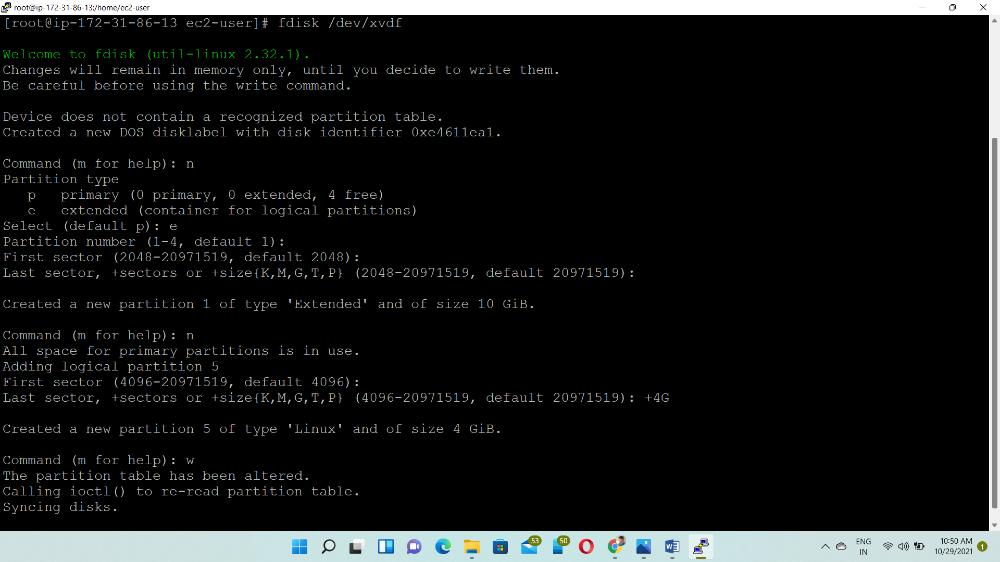 root@ip-172-31-86-13:/home/ec2-user
[root@ip-172-31-86-13 ec2-user]# fdisk /dev/xvdf
Welcome to fdisk (util-linux 2.32.1).
Changes will remain in memory only, until you decide to write them.
Be careful before using the write command.
Device does not contain a recognized partition table.
Created a new DOS disklabel with disk identifier 0xe4611ea1.
Command (m for help): n
Partition type
   p   primary (0 primary, 0 extended, 4 free)
   e   extended (container for logical partitions)
Select (default p): e
Partition number (1-4, default 1):
First sector (2048-20971519, default 2048):
Last sector, +sectors or +size{K,M,G,T,P} (2048-20971519, default 20971519):
Created a new partition 1 of type 'Extended' and of size 10 GiB.
Command (m for help): n
All space for primary partitions is in use.
Adding logical partition 5
First sector (4096-20971519, default 4096):
Last sector, +sectors or +size{K,M,G,T,P} (4096-20971519, default 20971519): +4G
Created a new partition 5 of type 'Linux' and of size 4 GiB.
Command (m for help): w
The partition table has been altered.
Calling ioctl() to re-read partition table.
Syncing disks.
53
50
W
ENG
IN
10:50 AM
10/29/2021
1